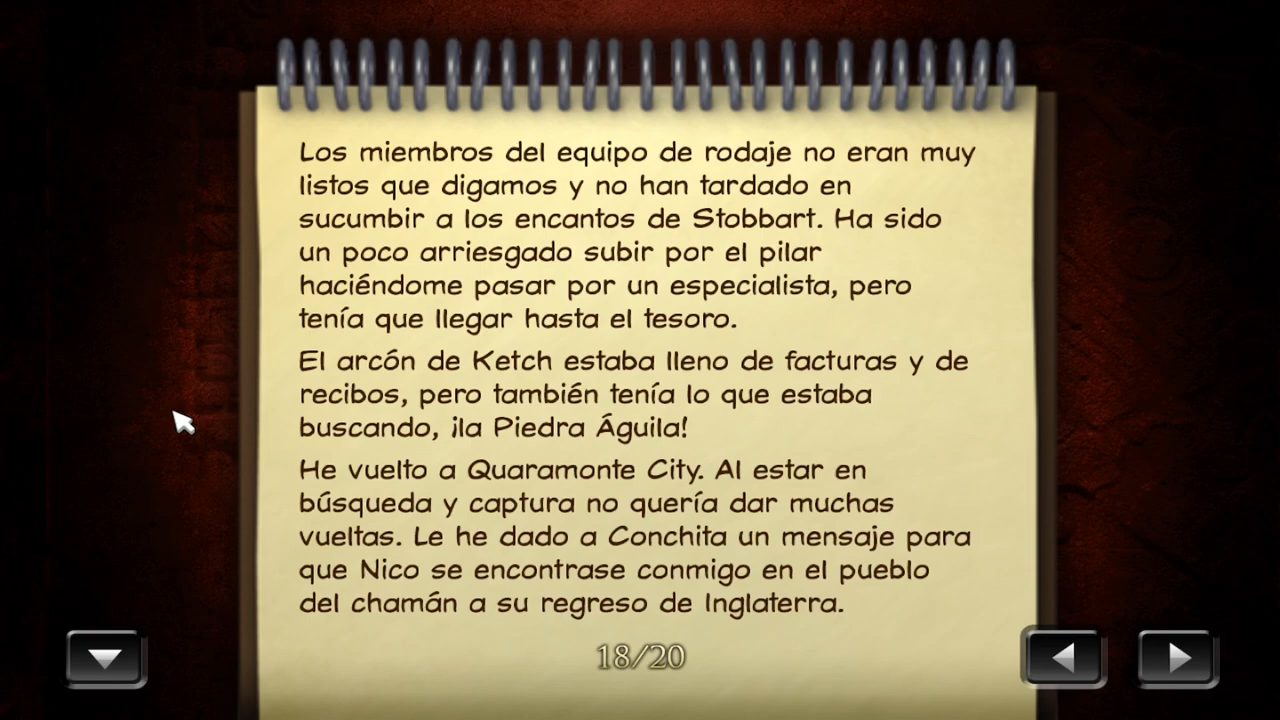 Los miembros del equipo de rodaje no eran muy
listos que digamos y no han tardado en
sucumbir a los encantos de Stobbart. Ha sido
un poco arriesgado subir por el pilar
haciéndome pasar por un especialista, pero
tenía que llegar hasta el tesoro.
El arcón de Ketch estaba lleno de facturas y de
recibos, pero también tenía lo que estaba
buscando, ¡la Piedra Águila!
He vuelto a Quaramonte City. Al estar en
búsqueda y captura no quería dar muchas
vueltas. Le he dado a Conchita un mensaje para
que Nico se encontrase conmigo en el pueblo
del chamán a su regreso de Inglaterra.
18/20